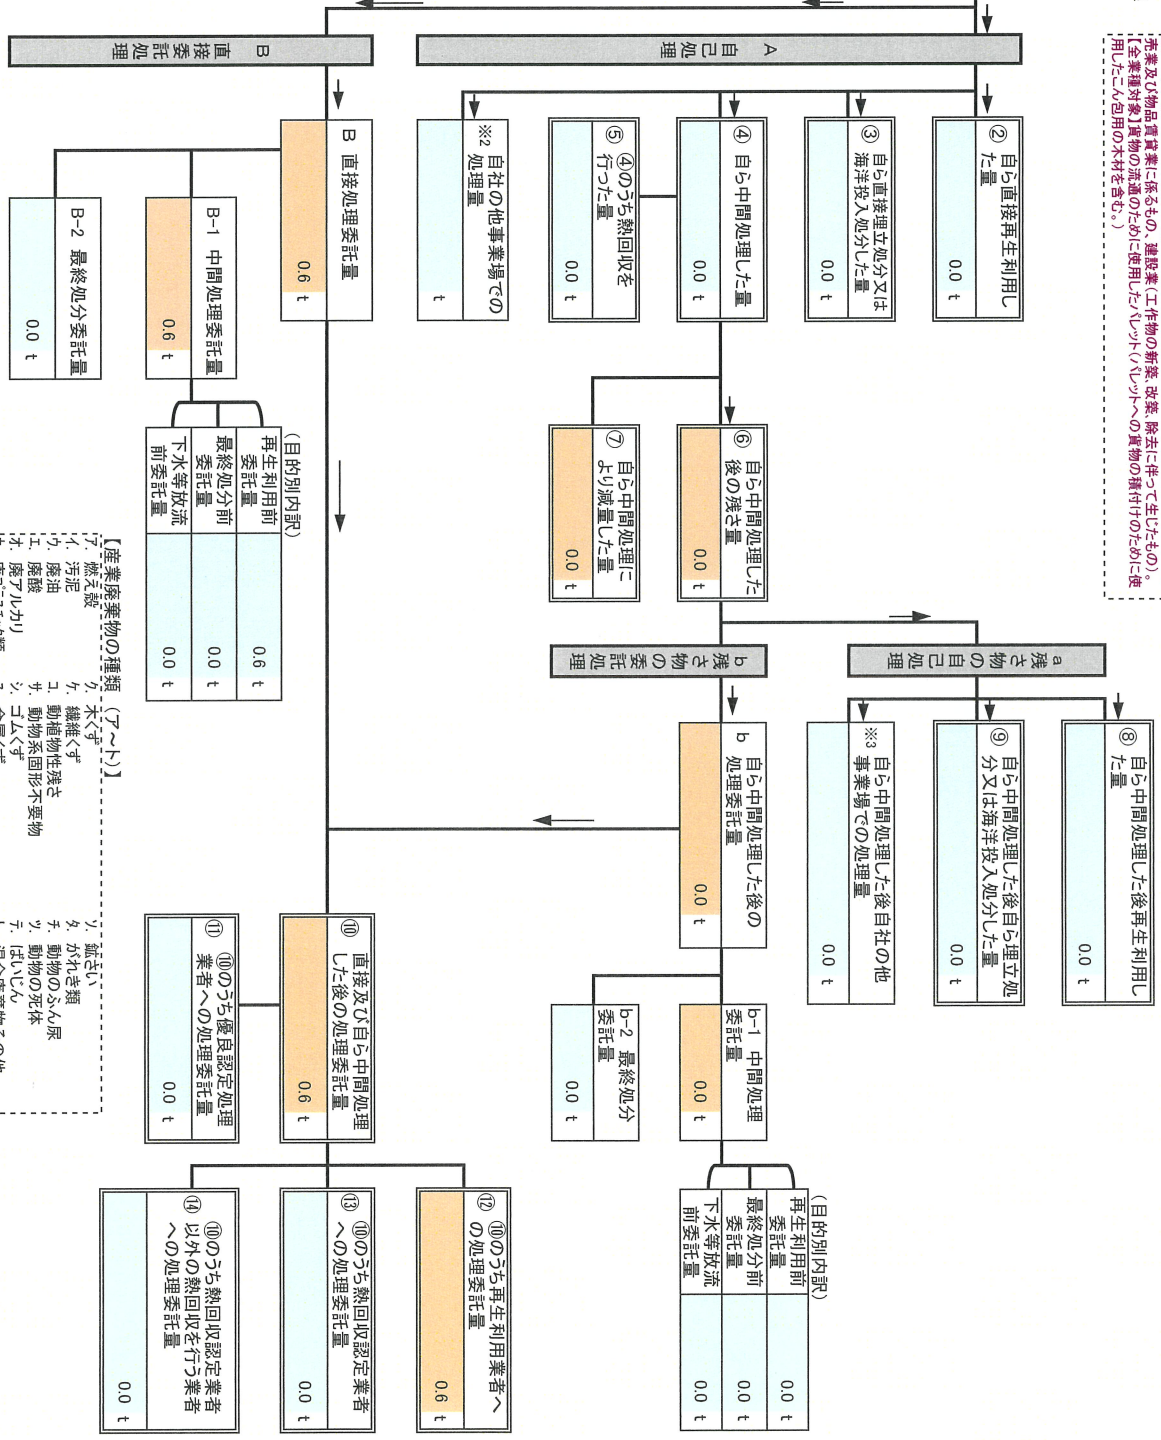 売業及び物品賃貸業に係るもの、建設業(工作物の新築、改築、除去に伴って生じたもの)。
【全業種対象】貨物の流通のために使用したパレット(パレットへの貨物の積付けのために使
用したこん包用の木材を含む。)
A 自己処理
② 自ら直接再生利用し
た量
0.0 t
③ 自ら直接埋立処分又は
海洋投入処分した量
0.0 t
④ 自ら中間処理した量
0.0 t
⑤ ④のうち熱回収を
行った量
0.0 t
※2 自社の他事業場での
処理量
t
⑥ 自ら中間処理した
後の残さ量
0.0 t
⑦ 自ら中間処理に
より減量した量
0.0 t
a 残さ物の自己処理
⑧ 自ら中間処理した後再生利用し
た量
0.0 t
⑨ 自ら中間処理した後自ら埋立処
分又は海洋投入処分した量
0.0 t
※3 自ら中間処理した後自社の他
事業場での処理量
0.0 t
b 残さ物の委託処理
b 自ら中間処理した後の
処理委託量
0.0 t
b-1 中間処理
委託量
0.0 t
b-2 最終処分
委託量
0.0 t
(目的別内訳)
再生利用前
委託量
0.0 t
最終処分前
委託量
0.0 t
下水等放流
前委託量
0.0 t
B 直接委託処理
B 直接処理委託量
0.6 t
B-1 中間処理委託量
0.6 t
B-2 最終処分委託量
0.0 t
(目的別内訳)
再生利用前
委託量
0.6 t
最終処分前
委託量
0.0 t
下水等放流
前委託量
0.0 t
⑩ 直接及び自ら中間処理
した後の処理委託量
0.6 t
⑪ ⑩のうち優良認定処理
業者への処理委託量
0.0 t
⑫ ⑩のうち再生利用業者へ
の処理委託量
0.6 t
⑬ ⑩のうち熱回収認定業者
への処理委託量
0.0 t
⑭ ⑩のうち熱回収認定業者
以外の熱回収を行う業者
への処理委託量
0.0 t
【産業廃棄物の種類 (ア~ト)】
ア. 燃え殻
イ. 汚泥
ウ. 廃油
エ. 廃酸
オ. 廃アルカリ
ク. 木くず
ケ. 繊維くず
コ. 動植物性残さ
サ. 動物系固形不要物
シ. ゴムくず
ソ. 鉱さい
タ. がれき類
チ. 動物のふん尿
ツ. 動物の死体
テ. ばいじん